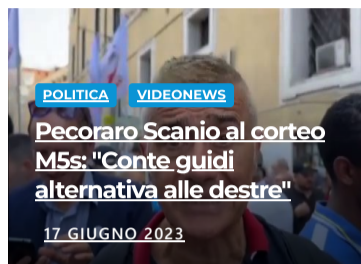 POLITICA VIDEONEWS
Pecoraro Scanio al corteo
M5s: "Conte guidi
alternativa alle destre"
17 GIUGNO 2023